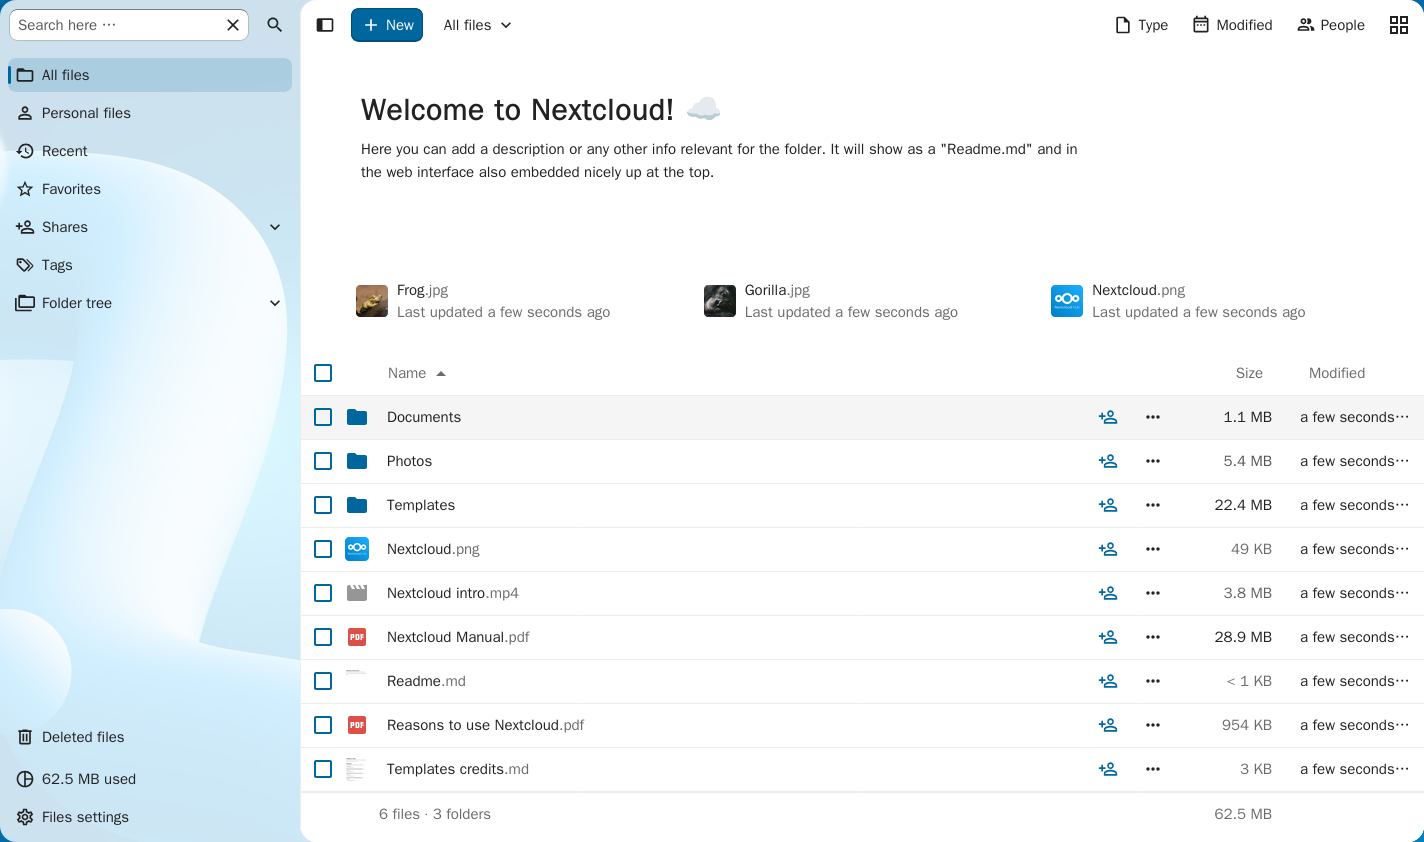 Search here …
All files
Personal files
Recent
Favorites
Shares
Tags
Folder tree
Deleted files
62.5 MB used
Files settings
New
All files
Type
Modified
People
Welcome to Nextcloud! ☁️
Here you can add a description or any other info relevant for the folder. It will show as a "Readme.md" and in
the web interface also embedded nicely up at the top.
Frog.jpg
Last updated a few seconds ago
Gorilla.jpg
Last updated a few seconds ago
Nextcloud.png
Last updated a few seconds ago
Name Size Modified
Documents 1.1 MB a few seconds…
Photos 5.4 MB a few seconds…
Templates 22.4 MB a few seconds…
Nextcloud.png 49 KB a few seconds…
Nextcloud intro.mp4 3.8 MB a few seconds…
PDF Nextcloud Manual.pdf 28.9 MB a few seconds…
Readme.md < 1 KB a few seconds…
PDF Reasons to use Nextcloud.pdf 954 KB a few seconds…
Templates credits.md 3 KB a few seconds…
6 files · 3 folders 62.5 MB